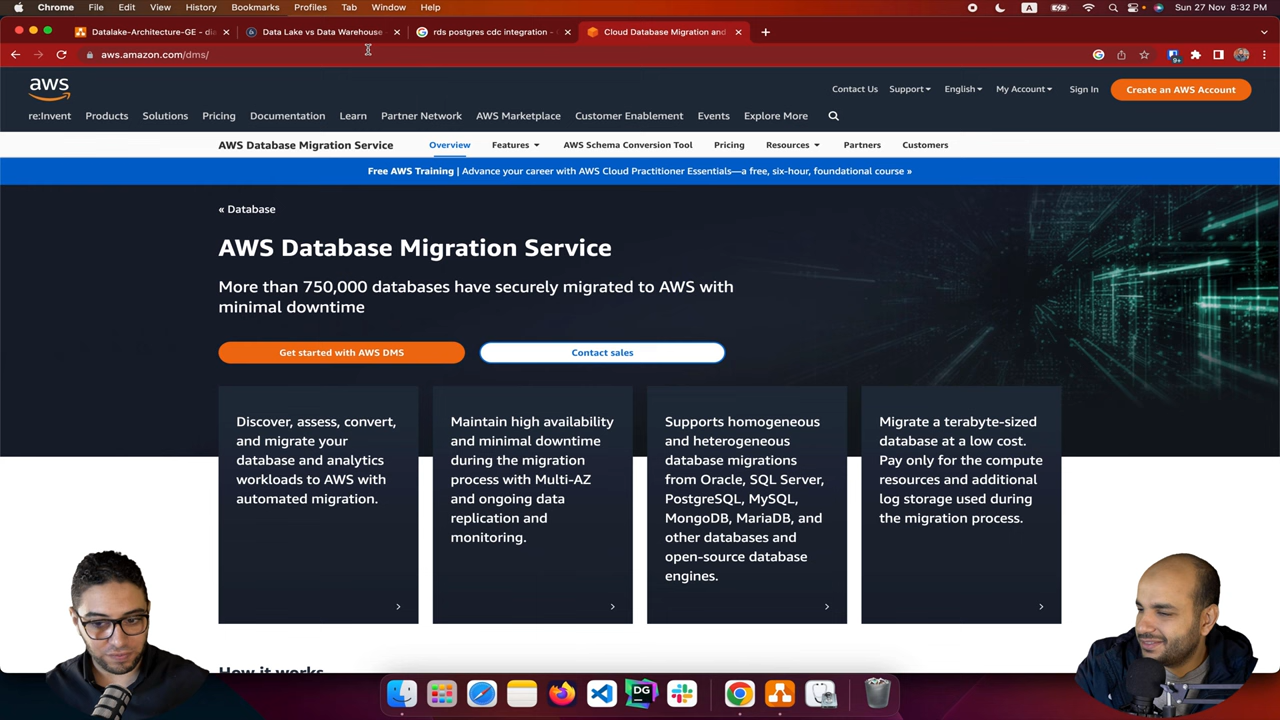 Chrome File Edit View History Bookmarks Profiles Tab Window Help
A Sun 27 Nov 8:32 PM
Datalake-Architecture-GE - di
Data Lake vs Data Warehouse
rds postgres cdc integration -
Cloud Database Migration and
aws.amazon.com/dms/
9+
aws
Contact Us Support English My Account Sign In Create an AWS Account
re:Invent Products Solutions Pricing Documentation Learn Partner Network AWS Marketplace Customer Enablement Events Explore More
AWS Database Migration Service Overview Features AWS Schema Conversion Tool Pricing Resources Partners Customers
Free AWS Training | Advance your career with AWS Cloud Practitioner Essentials—a free, six-hour, foundational course »
« Database
AWS Database Migration Service
More than 750,000 databases have securely migrated to AWS with
minimal downtime
Get started with AWS DMS
Contact sales
Discover, assess, convert,
and migrate your
database and analytics
workloads to AWS with
automated migration.
Maintain high availability
and minimal downtime
during the migration
process with Multi-AZ
and ongoing data
replication and
monitoring.
Supports homogeneous
and heterogeneous
database migrations
from Oracle, SQL Server,
PostgreSQL, MySQL,
MongoDB, MariaDB, and
other databases and
open-source database
engines.
Migrate a terabyte-sized
database at a low cost.
Pay only for the compute
resources and additional
log storage used during
the migration process.
How it works
DG